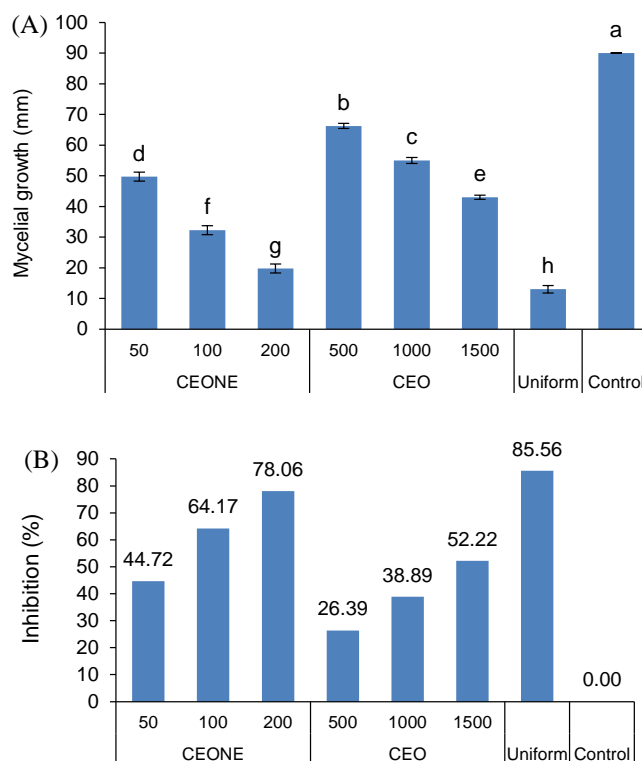 (A)
Mycelial growth (mm)
100
90
80
70
60
50
40
30
20
10
0
d
f
g
b
c
e
h
a
50 100 200 500 1000 1500
CEONE CEO Uniform Control
(B)
Inhibition (%)
90
80
70
60
50
40
30
20
10
0
44.72
64.17
78.06
26.39
38.89
52.22
85.56
0.00
50 100 200 500 1000 1500
CEONE CEO Uniform Control